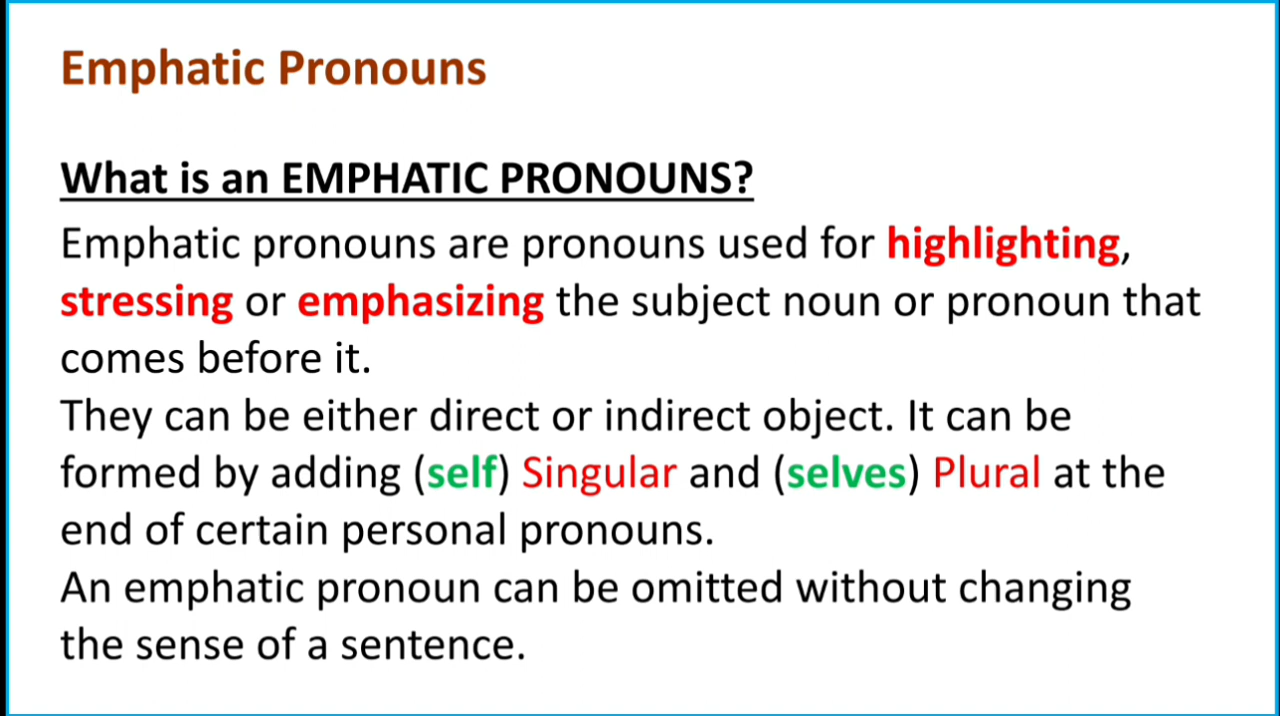 Emphatic Pronouns
What is an EMPHATIC PRONOUNS?
Emphatic pronouns are pronouns used for highlighting,
stressing or emphasizing the subject noun or pronoun that
comes before it.
They can be either direct or indirect object. It can be
formed by adding (self) Singular and (selves) Plural at the
end of certain personal pronouns.
An emphatic pronoun can be omitted without changing
the sense of a sentence.